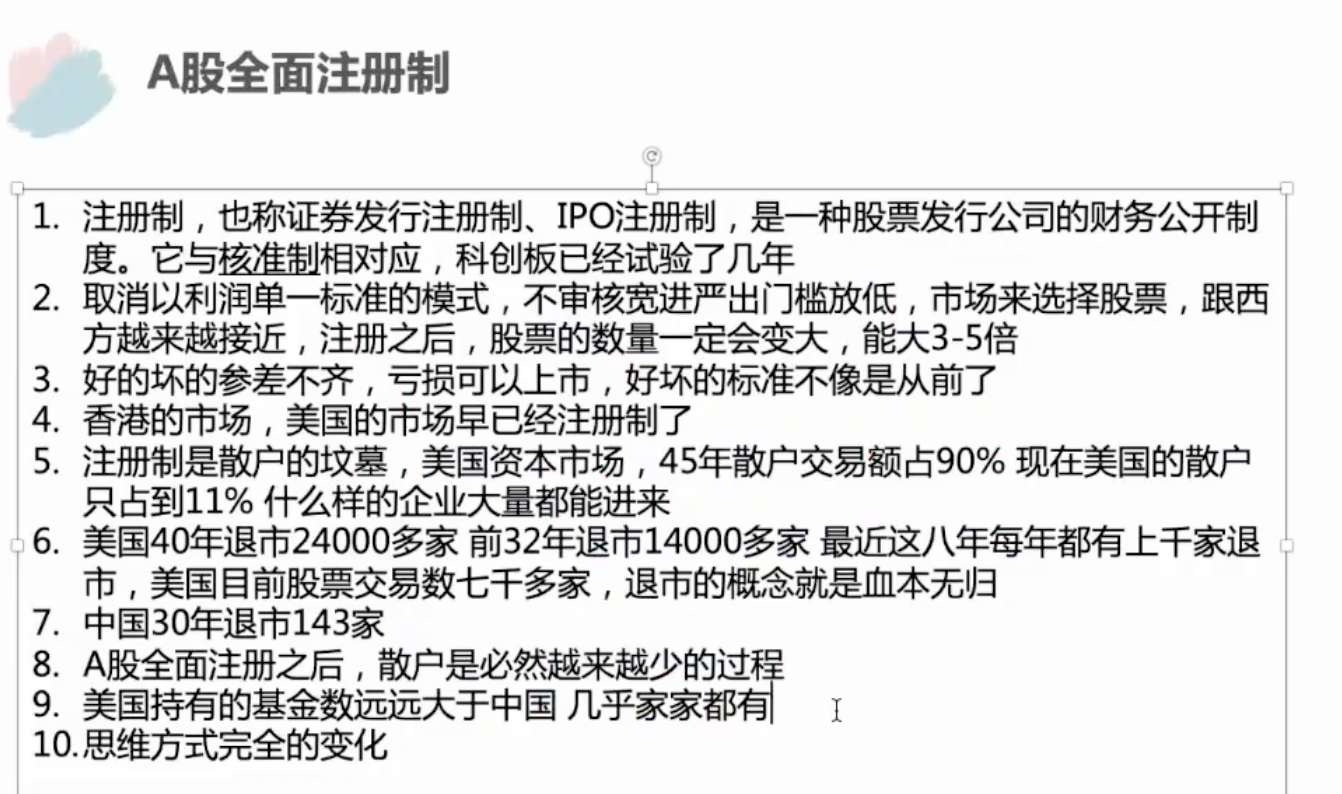 A股全面注册制
1. 注册制，也称证券发行注册制、IPO注册制，是一种股票发行公司的财务公开制
度。它与核准制相对应，科创板已经试验了几年
2. 取消以利润单一标准的模式，不审核宽进严出门槛放低，市场来选择股票，跟西
方越来越接近，注册之后，股票的数量一定会变大，能大3-5倍
3. 好的坏的参差不齐，亏损可以上市，好坏的标准不像是从前了
4. 香港的市场，美国的市场早已经注册制了
5. 注册制是散户的坟墓，美国资本市场，45年散户交易额占90% 现在美国的散户
只占到11% 什么样的企业大量都能进来
6. 美国40年退市24000多家 前32年退市14000多家 最近这八年每年都有上千家退
市，美国目前股票交易数七千多家，退市的概念就是血本无归
7. 中国30年退市143家
8. A股全面注册之后，散户是必然越来越少的过程
9. 美国持有的基金数远远大于中国 几乎家家都有
10.思维方式完全的变化